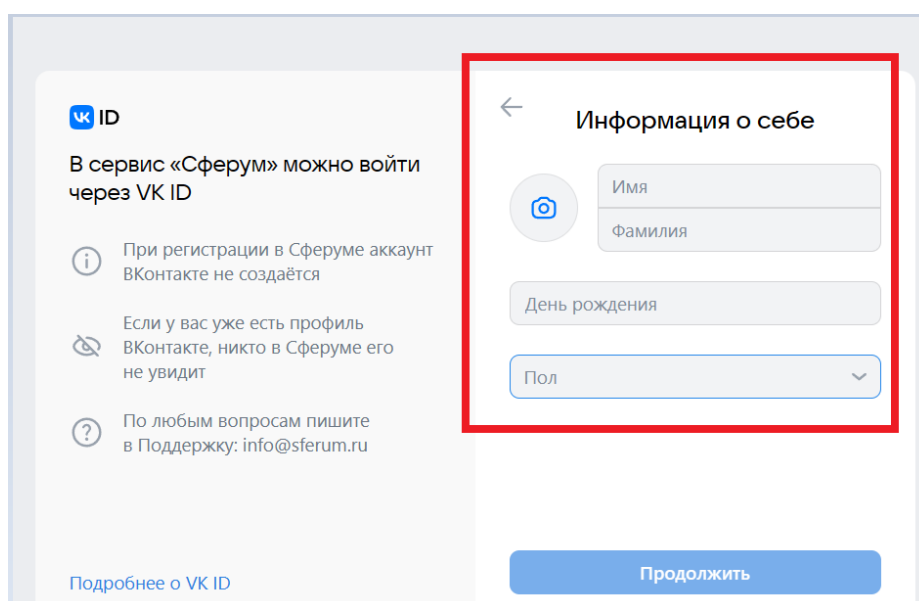 VK ID
В сервис «Сферум» можно войти
через VK ID
При регистрации в Сферуме аккаунт
ВКонтакте не создаётся
Если у вас уже есть профиль
ВКонтакте, никто в Сферуме его
не увидит
По любым вопросам пишите
в Поддержку: info@sferum.ru
Подробнее о VK ID
Информация о себе
Имя
Фамилия
День рождения
Пол
Продолжить